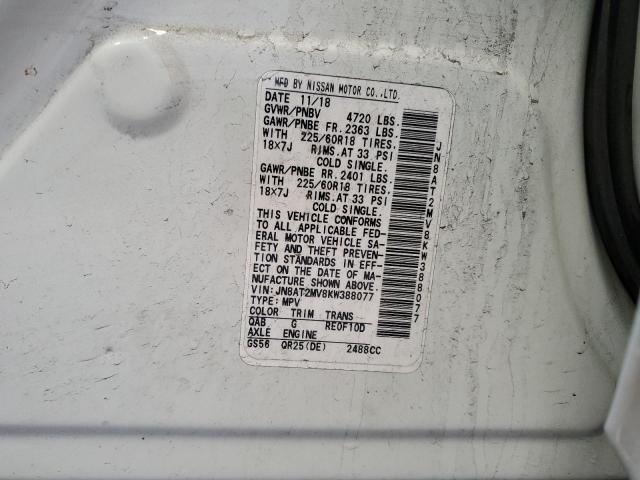 MFD BY NISSAN MOTOR CO.,LTD.
DATE 11/18
GVWR/PNBV 4720 LBS.
GAWR/PNBE FR. 2363 LBS.
WITH 225/60R18 TIRES.
18x7J RIMS.AT 33 PSI
COLD SINGLE.
GAWR/PNBE RR. 2401 LBS.
WITH 225/60R18 TIRES.
18x7J RIMS.AT 33 PSI
COLD SINGLE.
THIS VEHICLE CONFORMS
TO ALL APPLICABLE FED-
ERAL MOTOR VEHICLE SA-
FETY AND THEFT PREVEN-
TION STANDARDS IN EFF-
ECT ON THE DATE OF MA-
NUFACTURE SHOWN ABOVE.
VIN: JN8AT2MV8KW388077
TYPE: MPV
COLOR TRIM TRANS
QAB G RE0F10D
AXLE ENGINE
GS56 QR25(DE) 2488CC
JN8AT2MV8KW388077